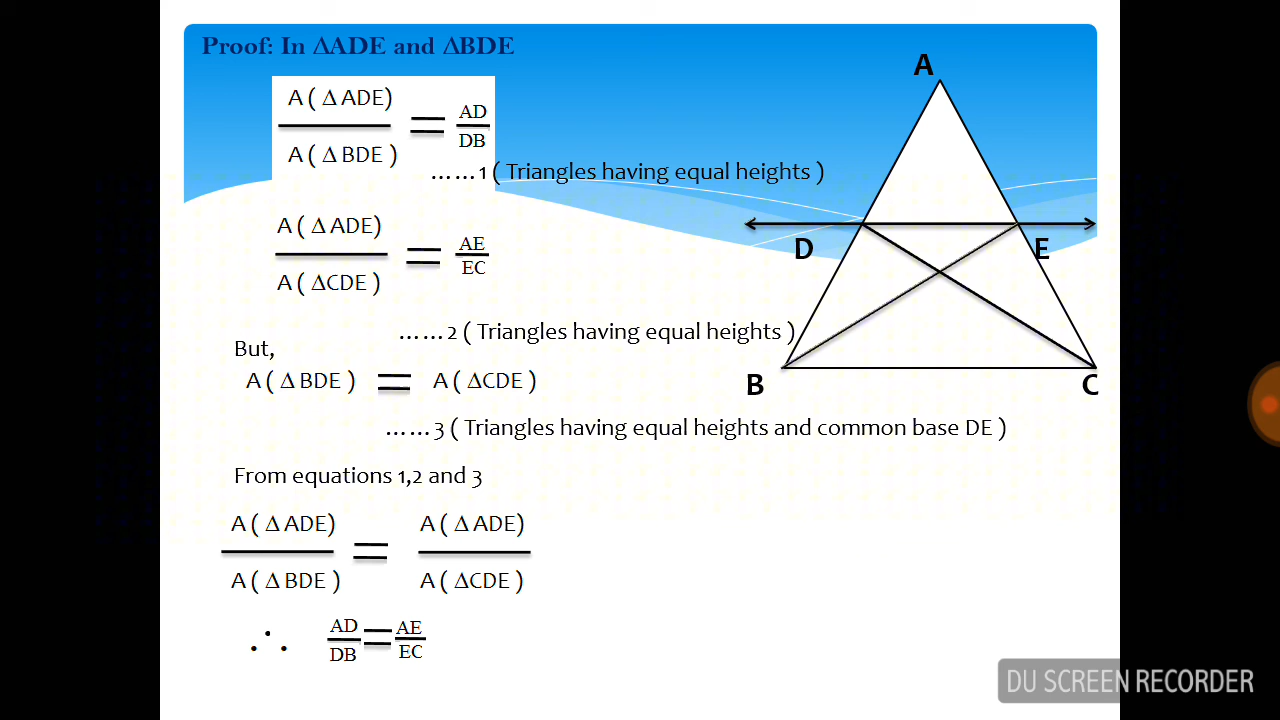 Proof: In ΔADE and ΔBDE
A ( Δ ADE)
A ( Δ BDE )
=
AD
DB
……1 ( Triangles having equal heights )
A ( Δ ADE)
A ( ΔCDE )
=
AE
EC
……2 ( Triangles having equal heights )
But,
A ( Δ BDE ) = A ( ΔCDE )
……3 ( Triangles having equal heights and common base DE )
From equations 1,2 and 3
A ( Δ ADE)
A ( Δ BDE )
=
A ( Δ ADE)
A ( ΔCDE )
∴
AD
DB
=
AE
EC
A
D
E
B
C
DU SCREEN RECORDER